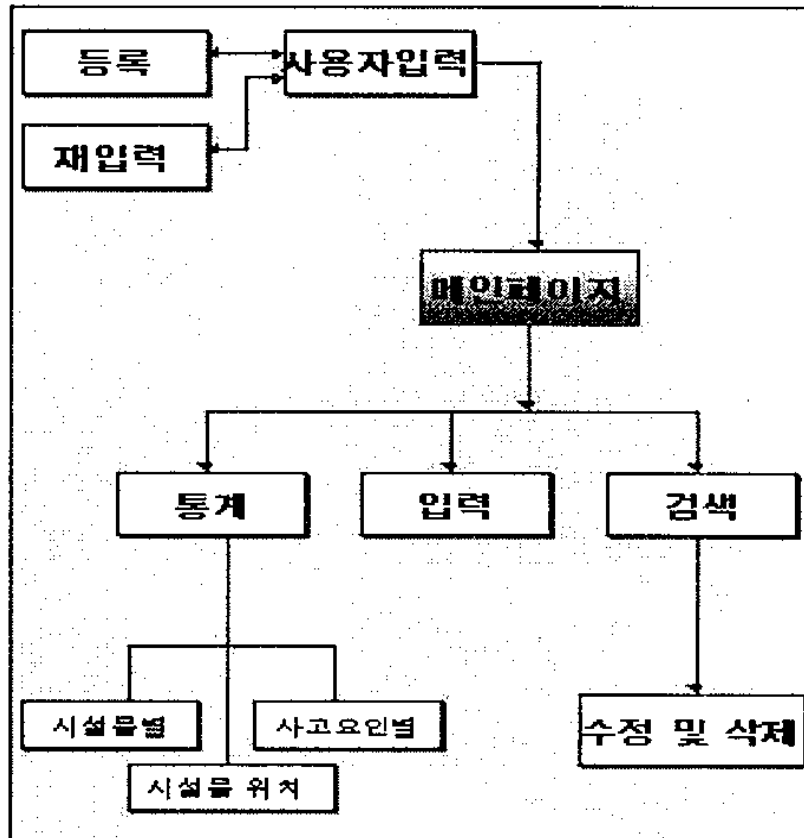 등록
사용자입력
재입력
메인페이지
통계
입력
검색
시설물별
사고요인별
시설물 위치
수정 및 삭제